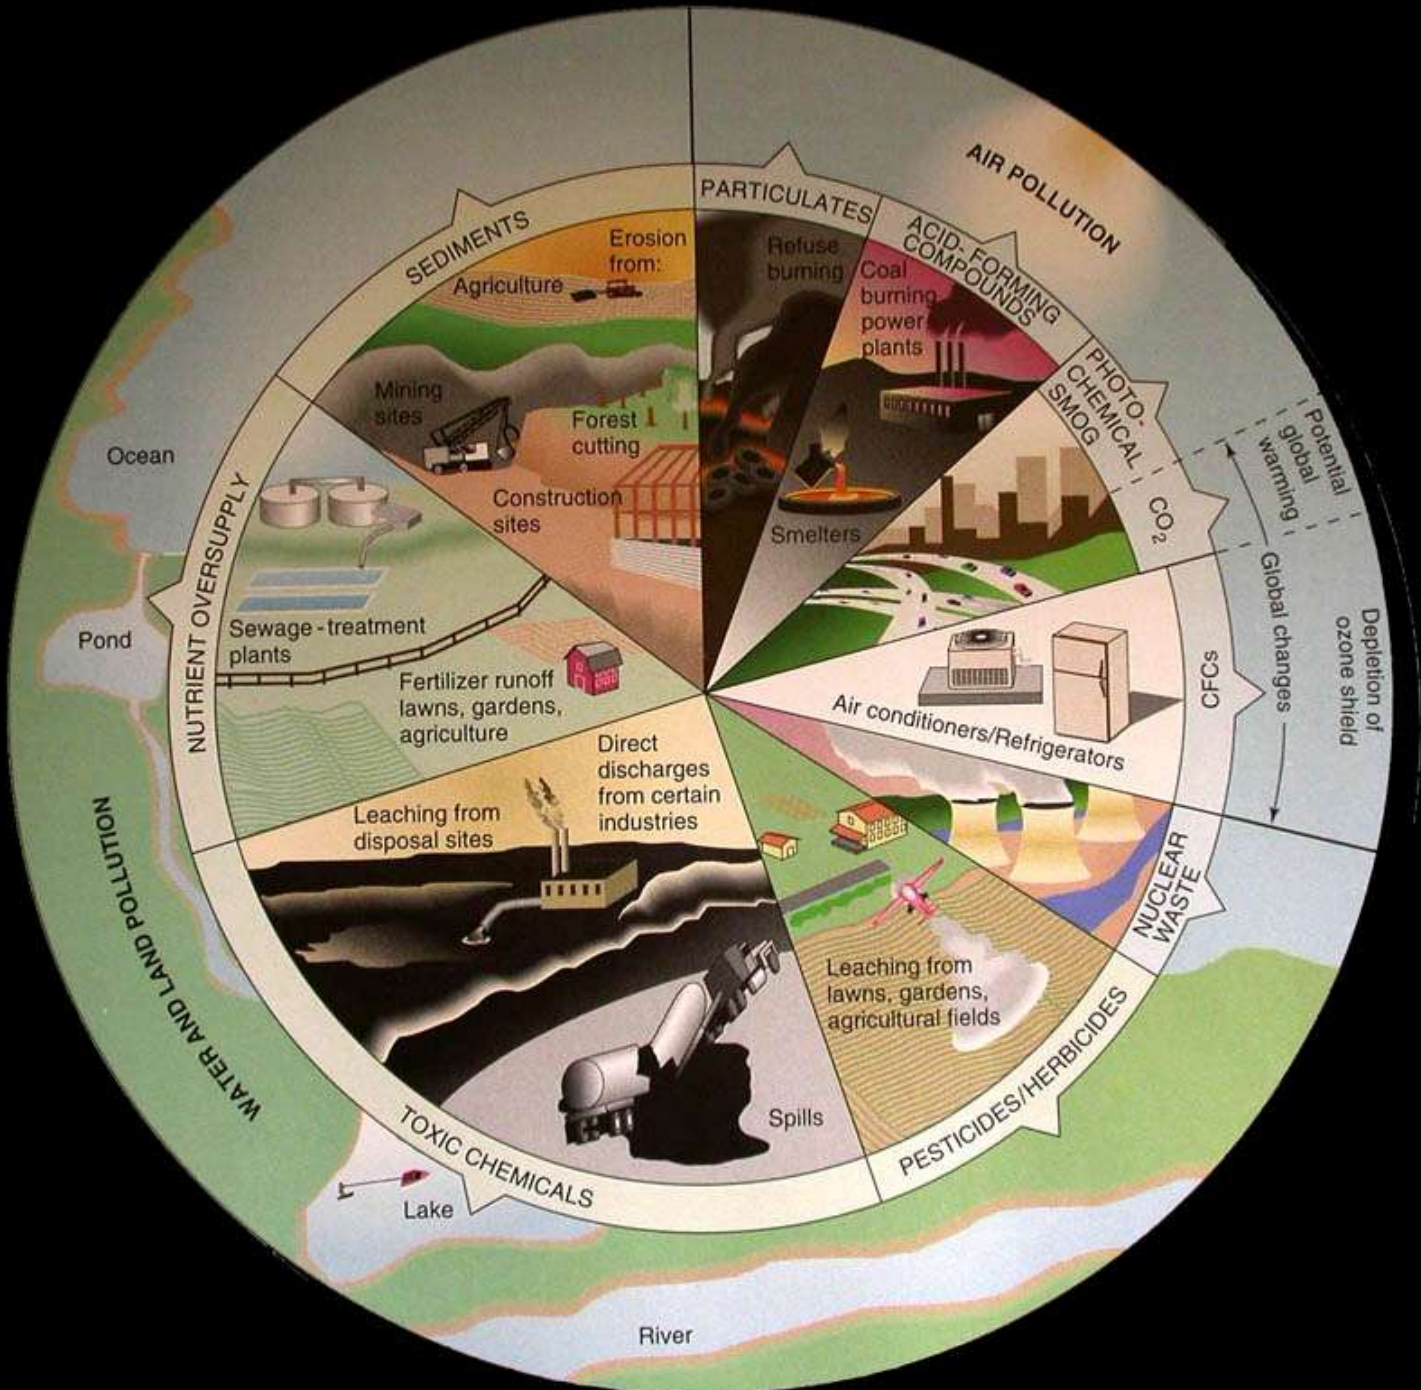 AIR POLLUTION
PARTICULATES
Refuse
burning
ACID-FORMING
COMPOUNDS
Coal
burning
power
plants
Smelters
PHOTO-
CHEMICAL
SMOG
CO2
Potential
global
warming
Global changes
Depletion of
ozone shield
CFCs
Air conditioners/Refrigerators
NUCLEAR
WASTE
PESTICIDES/HERBICIDES
Leaching from
lawns, gardens,
agricultural fields
TOXIC CHEMICALS
Direct
discharges
from certain
industries
Leaching from
disposal sites
Spills
NUTRIENT OVERSUPPLY
Sewage-treatment
plants
Fertilizer runoff
lawns, gardens,
agriculture
SEDIMENTS
Erosion
from:
Agriculture
Mining
sites
Forest
cutting
Construction
sites
WATER AND LAND POLLUTION
Ocean
Pond
Lake
River